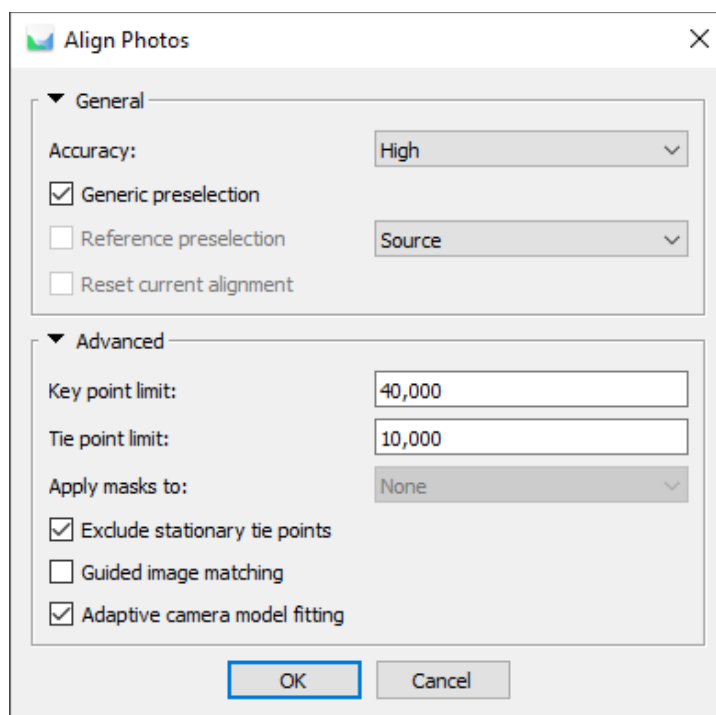 Align Photos
General
Accuracy: High
Generic preselection
Reference preselection Source
Reset current alignment
Advanced
Key point limit: 40,000
Tie point limit: 10,000
Apply masks to: None
Exclude stationary tie points
Guided image matching
Adaptive camera model fitting
OK Cancel